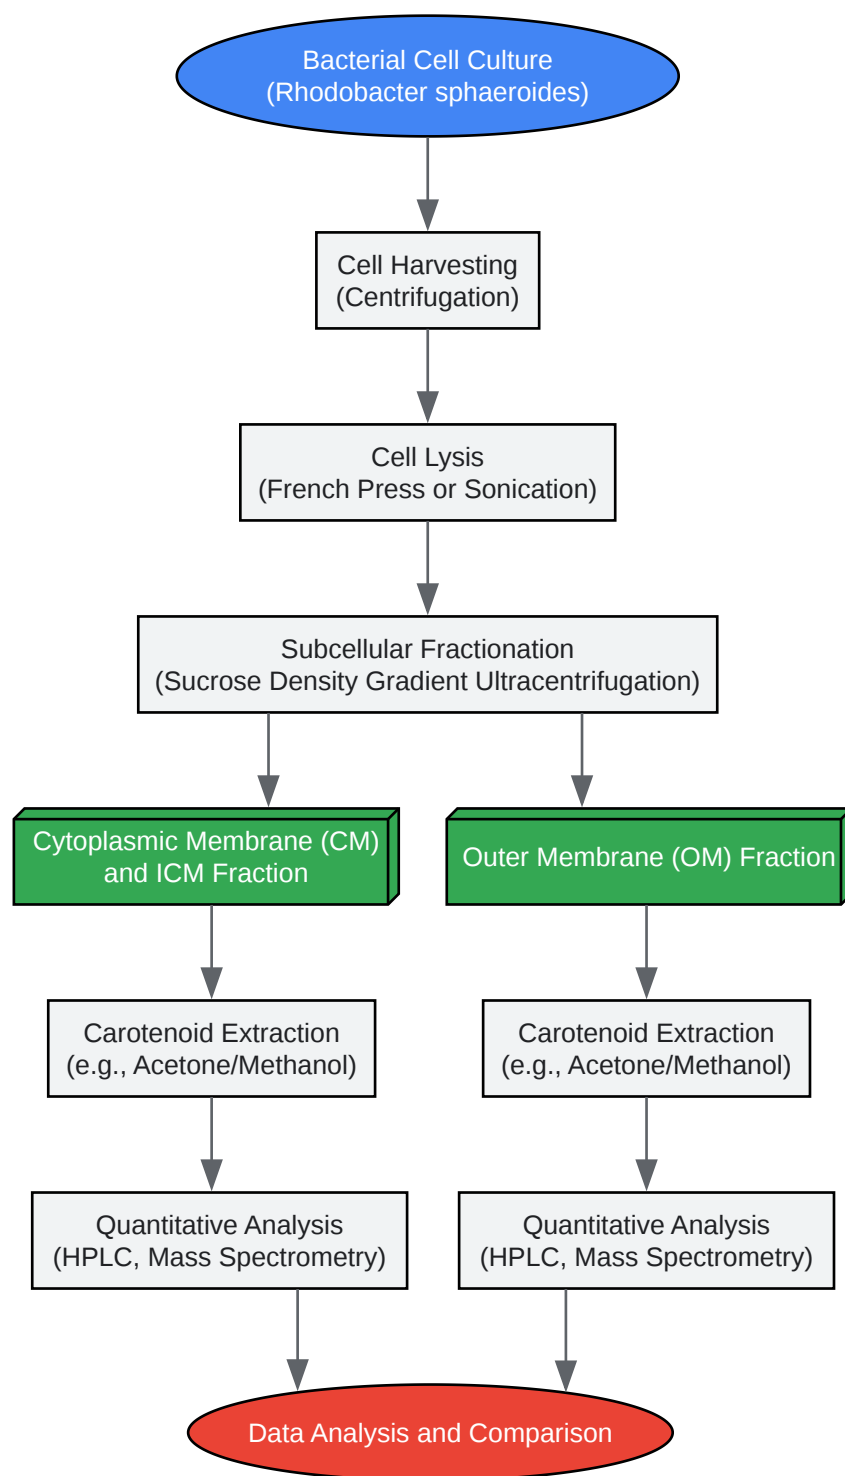 Bacterial Cell Culture
(Rhodobacter sphaeroides)
Cell Harvesting
(Centrifugation)
Cell Lysis
(French Press or Sonication)
Subcellular Fractionation
(Sucrose Density Gradient Ultracentrifugation)
Cytoplasmic Membrane (CM)
and ICM Fraction
Outer Membrane (OM) Fraction
Carotenoid Extraction
(e.g., Acetone/Methanol)
Carotenoid Extraction
(e.g., Acetone/Methanol)
Quantitative Analysis
(HPLC, Mass Spectrometry)
Quantitative Analysis
(HPLC, Mass Spectrometry)
Data Analysis and Comparison